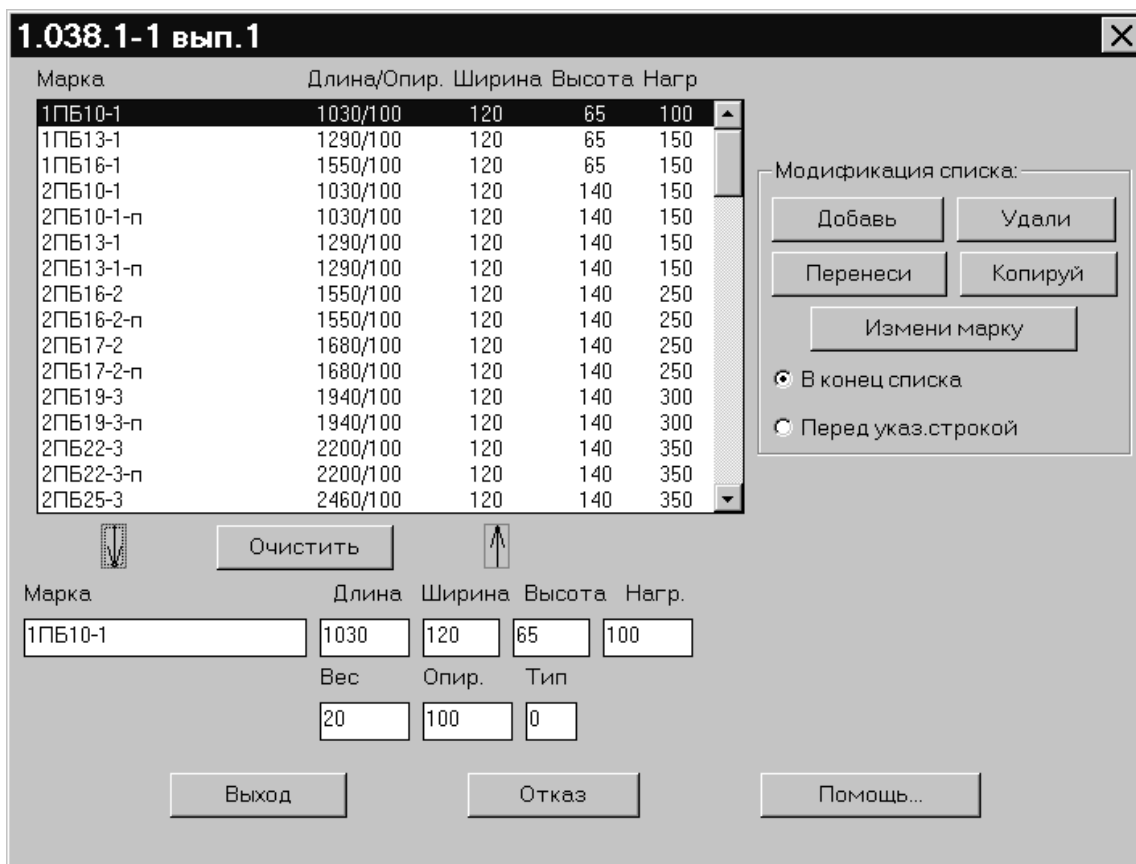 1.038.1-1 вып.1
Марка Длина/Опир. Ширина Высота Нагр
1ПБ10-1 1030/100 120 65 100
1ПБ13-1 1290/100 120 65 150
1ПБ16-1 1550/100 120 65 150
2ПБ10-1 1030/100 120 140 150
2ПБ10-1-п 1030/100 120 140 150
2ПБ13-1 1290/100 120 140 150
2ПБ13-1-п 1290/100 120 140 150
2ПБ16-2 1550/100 120 140 250
2ПБ16-2-п 1550/100 120 140 250
2ПБ17-2 1680/100 120 140 250
2ПБ17-2-п 1680/100 120 140 250
2ПБ19-3 1940/100 120 140 300
2ПБ19-3-п 1940/100 120 140 300
2ПБ22-3 2200/100 120 140 350
2ПБ22-3-п 2200/100 120 140 350
2ПБ25-3 2460/100 120 140 350
Модификация списка:
Добавь Удали
Перенеси Копируй
Измени марку
В конец списка
Перед указ.строкой
Очистить
Марка Длина Ширина Высота Нагр.
1ПБ10-1 1030 120 65 100
Вес Опир. Тип
20 100 0
Выход Отказ Помощь...